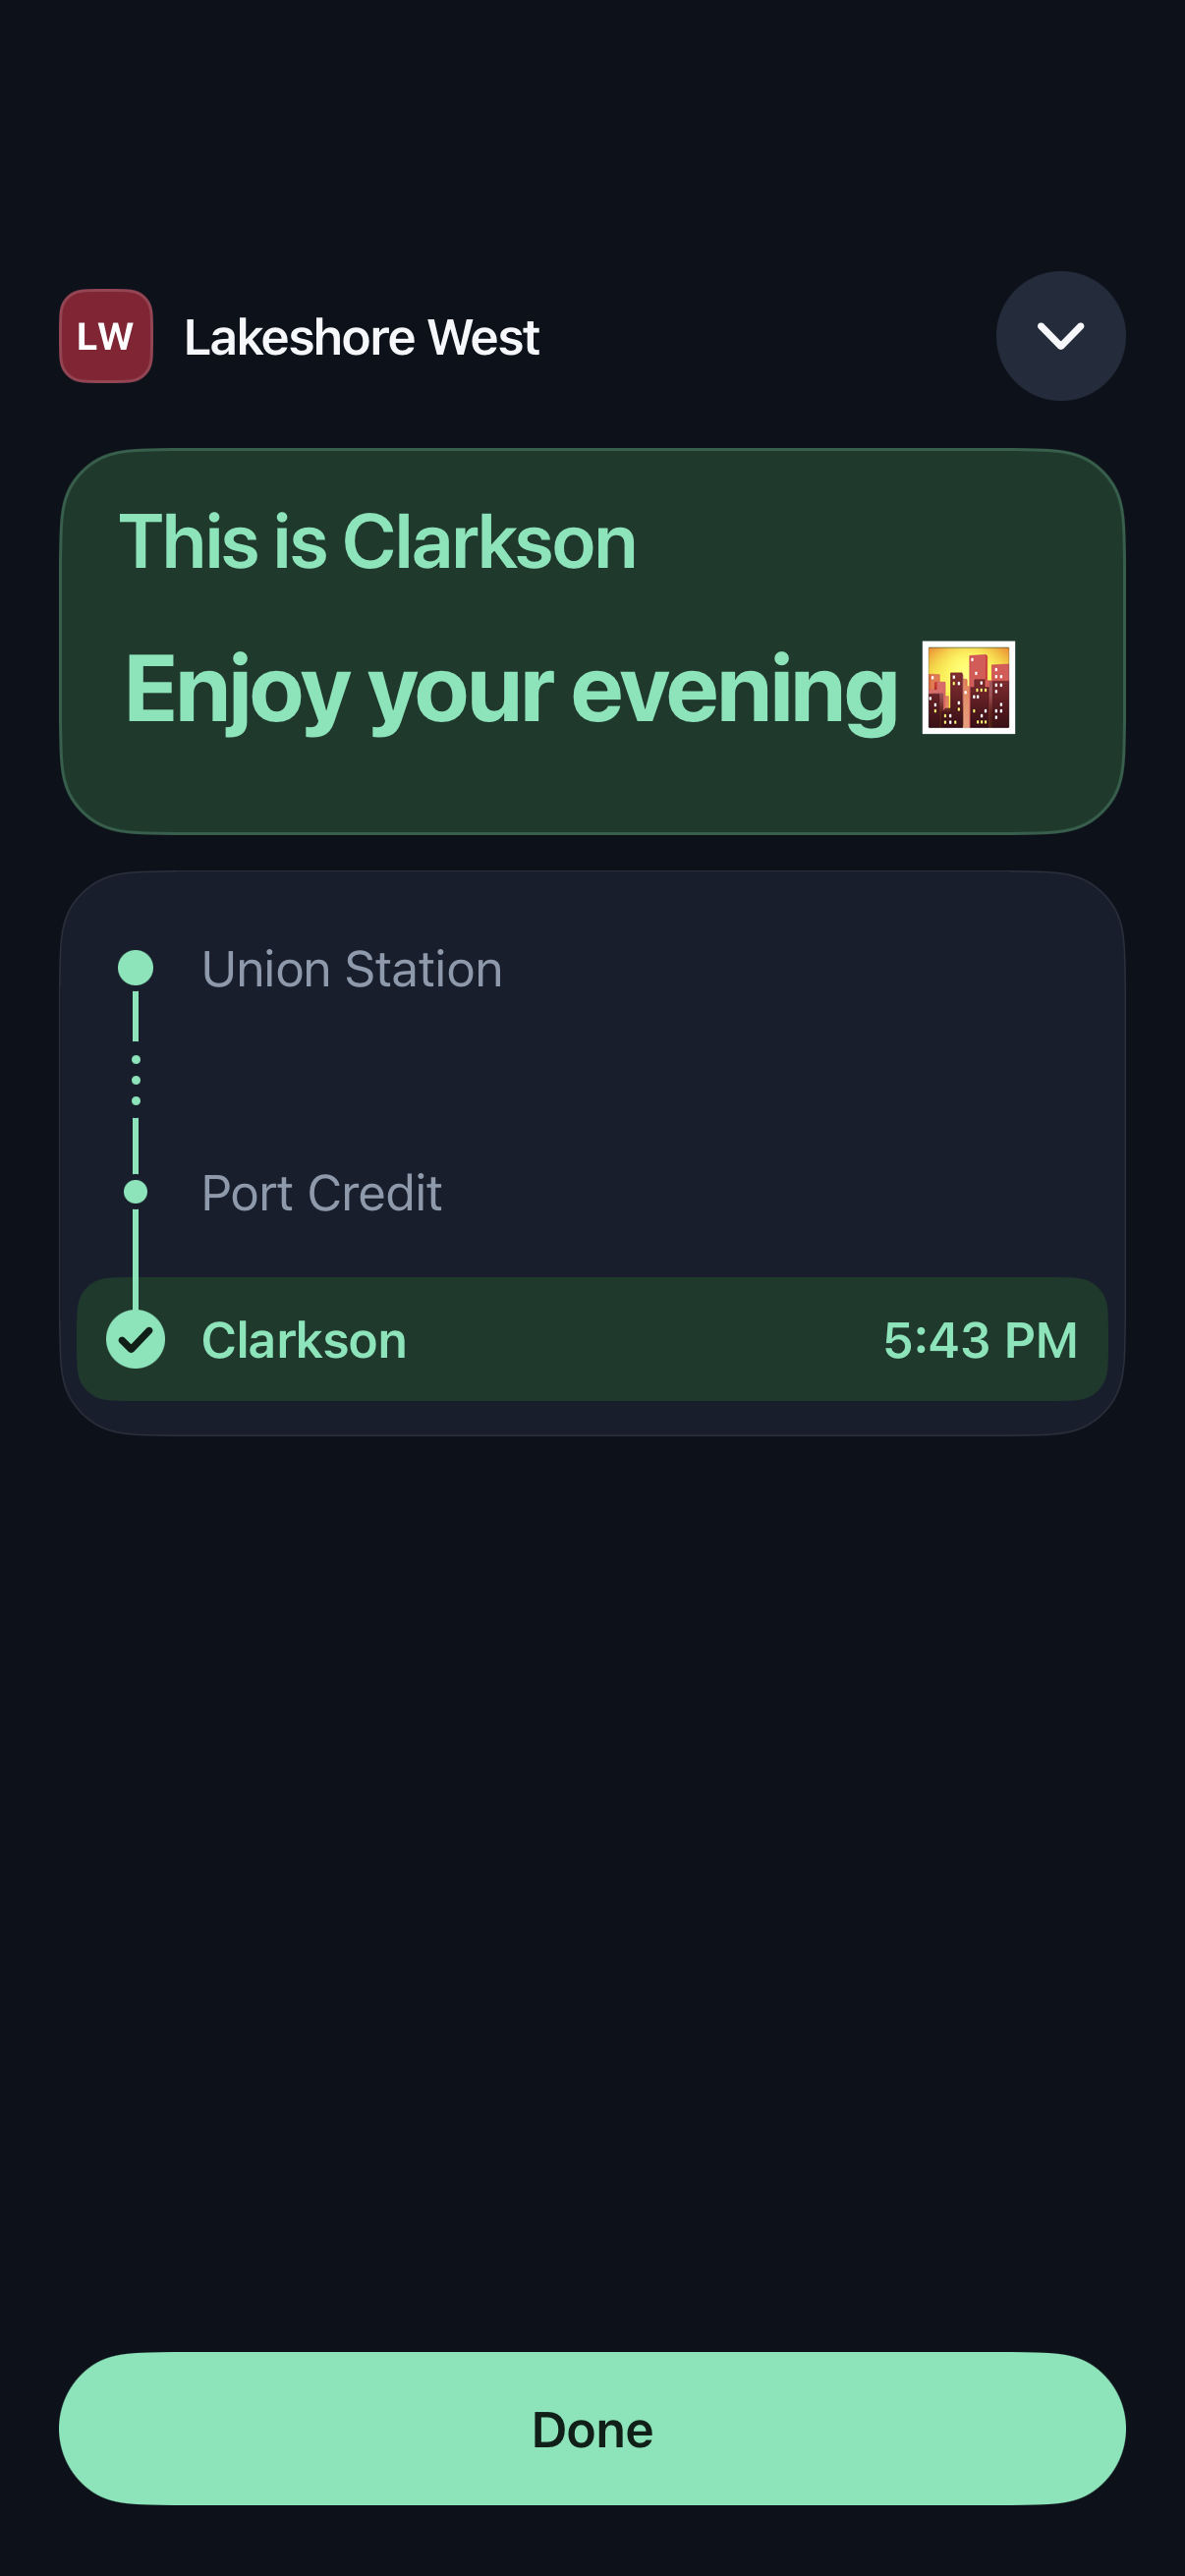 LW Lakeshore West
This is Clarkson
Enjoy your evening 🌇
Union Station
Port Credit
Clarkson 5:43 PM
Done